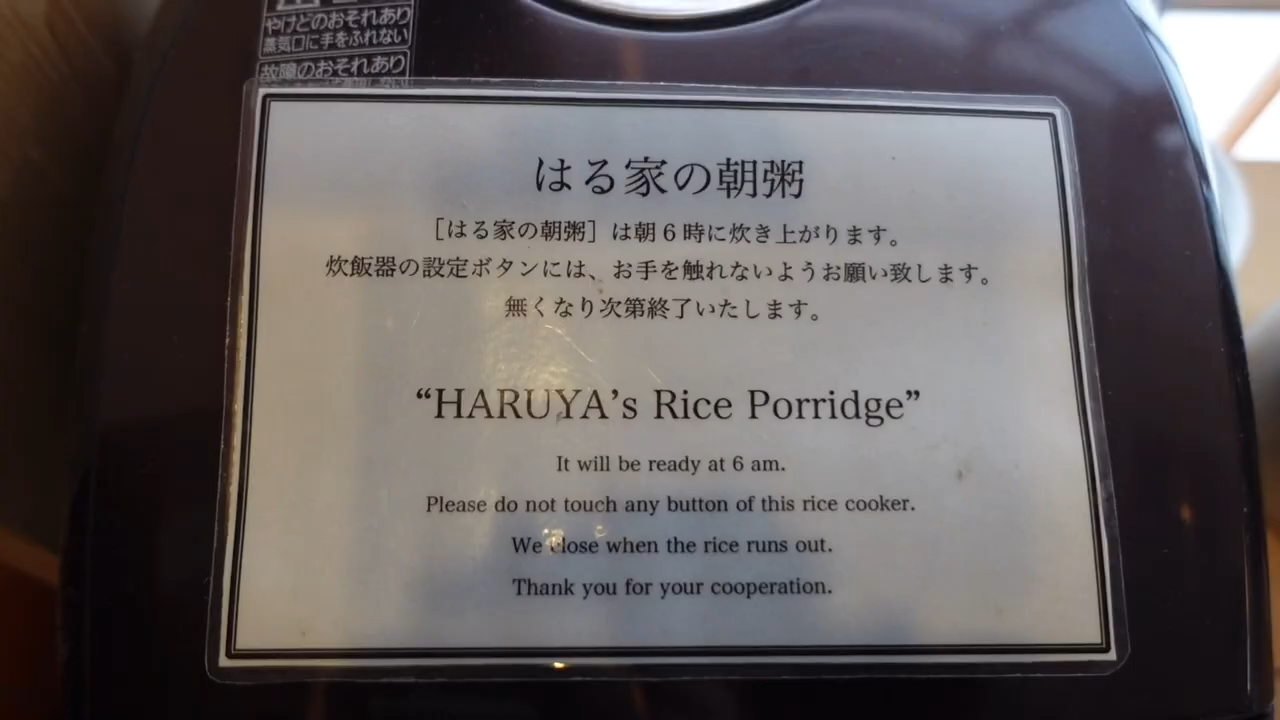 やけどのおそれあり
蒸気口に手をふれない
故障のおそれあり
はる家の朝粥
［はる家の朝粥］は朝6時に炊き上がります。
炊飯器の設定ボタンには、お手を触れないようお願い致します。
無くなり次第終了いたします。
“HARUYA’s Rice Porridge”
It will be ready at 6 am.
Please do not touch any button of this rice cooker.
We close when the rice runs out.
Thank you for your cooperation.